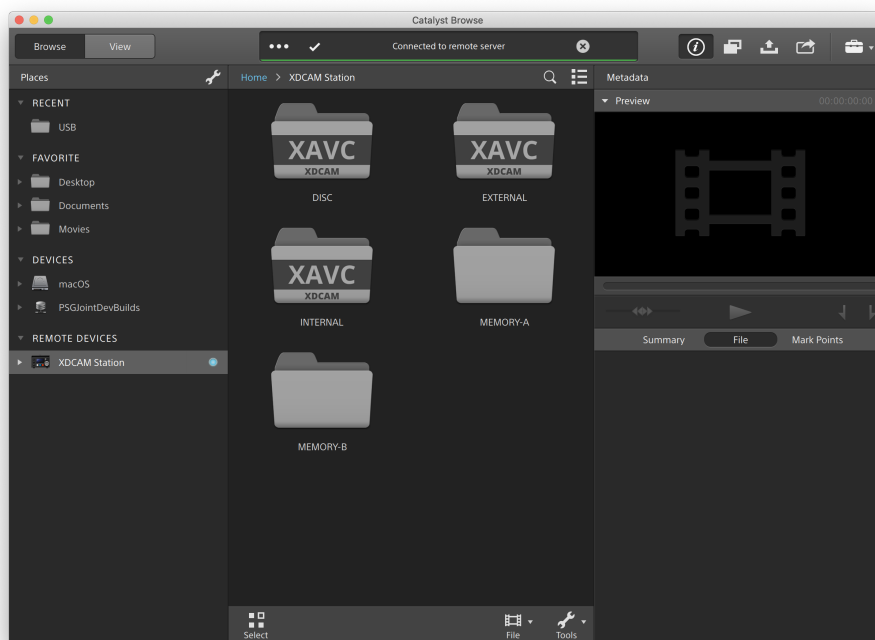 Catalyst Browse
Browse
View
Connected to remote server
Places
Home > XDCAM Station
Metadata
RECENT
USB
FAVORITE
Desktop
Documents
Movies
DEVICES
macOS
PSGJointDevBuilds
REMOTE DEVICES
XDCAM Station
XAVC
XDCAM
DISC
XAVC
XDCAM
EXTERNAL
XAVC
XDCAM
INTERNAL
MEMORY-A
MEMORY-B
Select
File
Tools
Preview
00:00:00:00
Summary
File
Mark Points